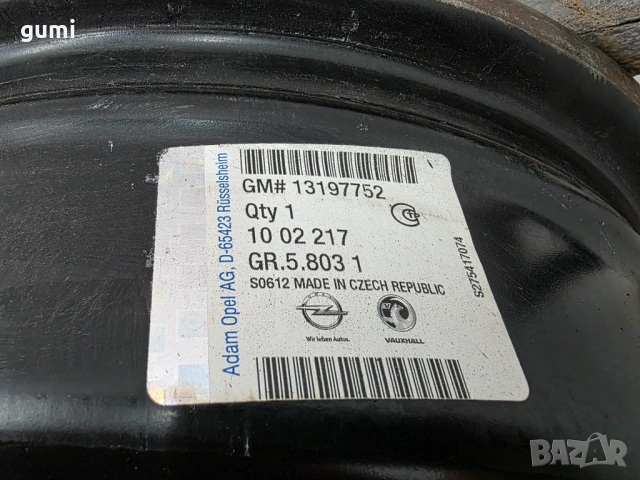 gumi
GM# 13197752
Qty 1
10 02 217
GR.5.803 1
S0612 MADE IN CZECH REPUBLIC
Wir leben Autos.
VAUXHALL
Adam Opel AG, D-65423 Rüsselsheim
S275417074
BAZAR